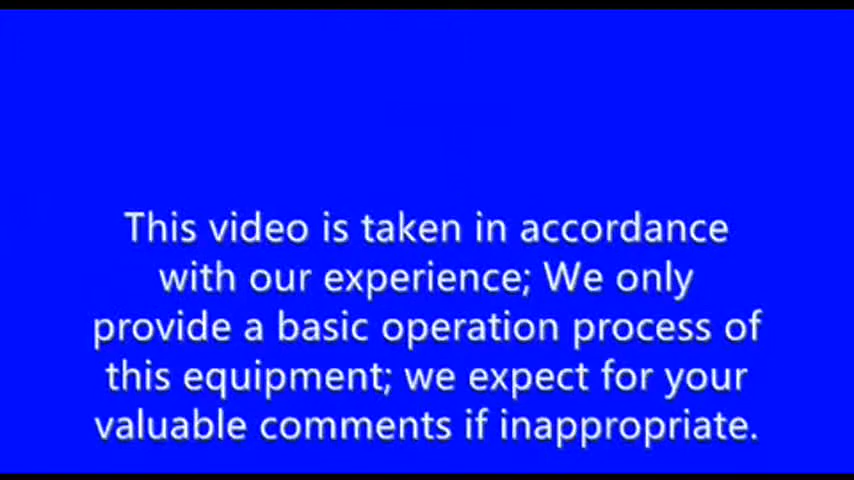 This video is taken in accordance
with our experience; We only
provide a basic operation process of
this equipment; we expect for your
valuable comments if inappropriate.